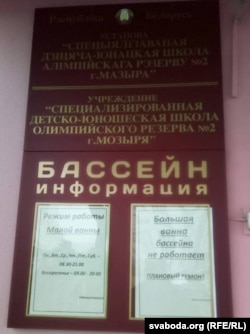 Рэспубліка Беларусь
УСТАНОВА
"СПЕЦЫЯЛІЗАВАНАЯ
ДЗІЦЯЧА-ЮНАЦКАЯ ШКОЛА
АЛІМПІЙСКАГА РЭЗЕРВУ №2
г.МАЗЫРА"
УЧРЕЖДЕНИЕ
"СПЕЦИАЛИЗИРОВАННАЯ
ДЕТСКО-ЮНОШЕСКАЯ ШКОЛА
ОЛИМПИЙСКОГО РЕЗЕРВА №2
г.МОЗЫРЯ"
БАССЕЙН
информация
Режим работы
Малой ванны
Большая
ванна
бассейна
не работает
(плановый ремонт)
svaboda.org (RFE/RL)